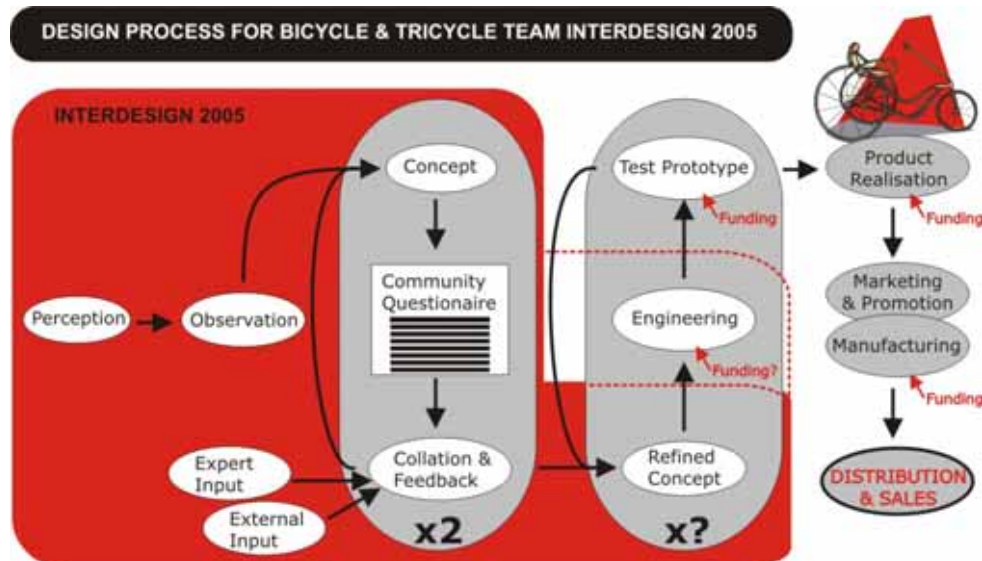 DESIGN PROCESS FOR BICYCLE & TRICYCLE TEAM INTERDESIGN 2005
INTERDESIGN 2005
Perception
Observation
Concept
Community
Questionaire
Expert
Input
External
Input
Collation &
Feedback
x2
Test Prototype
Funding
Engineering
Funding?
Refined
Concept
x?
Product
Realisation
Funding
Marketing
& Promotion
Manufacturing
Funding
DISTRIBUTION
& SALES